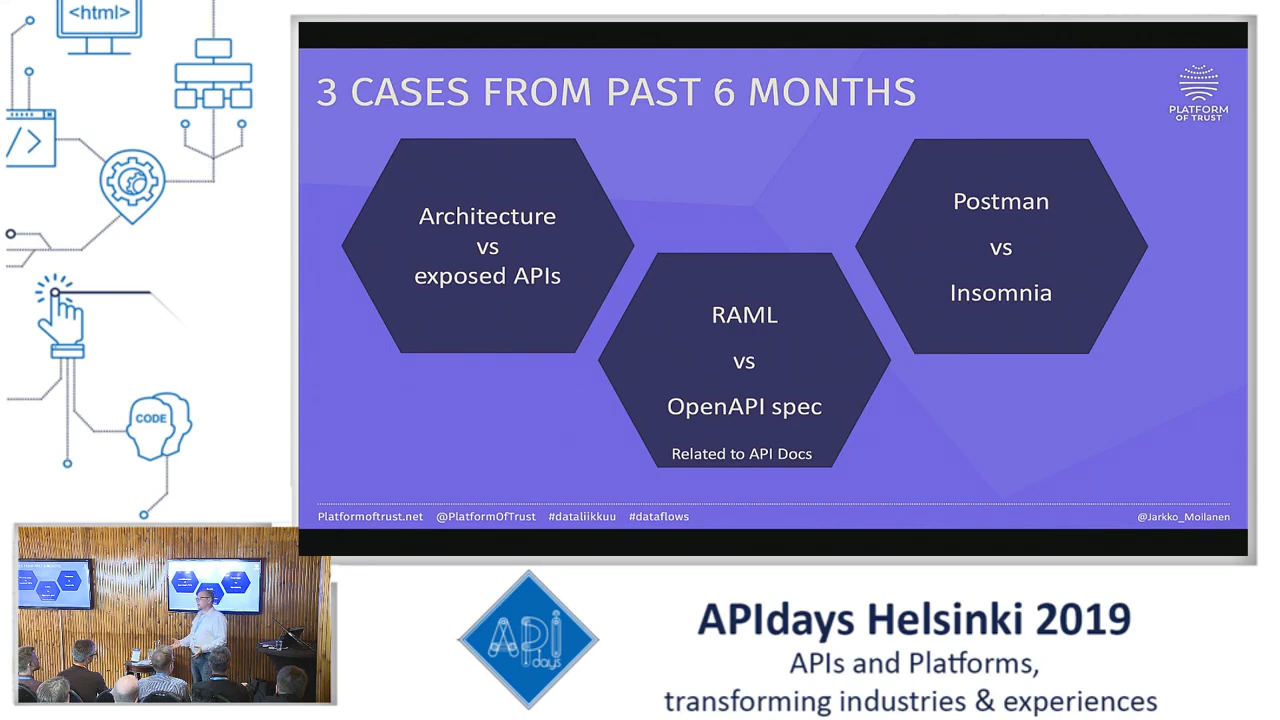 <html>
</>
CODE
3 CASES FROM PAST 6 MONTHS
PLATFORM
OF TRUST
Architecture
vs
exposed APIs
RAML
vs
OpenAPI spec
Related to API Docs
Postman
vs
Insomnia
Platformoftrust.net @PlatformOfTrust #dataliikkuu #dataflows
@Jarkko_Moilanen
API
days
APIdays Helsinki 2019
APIs and Platforms,
transforming industries & experiences